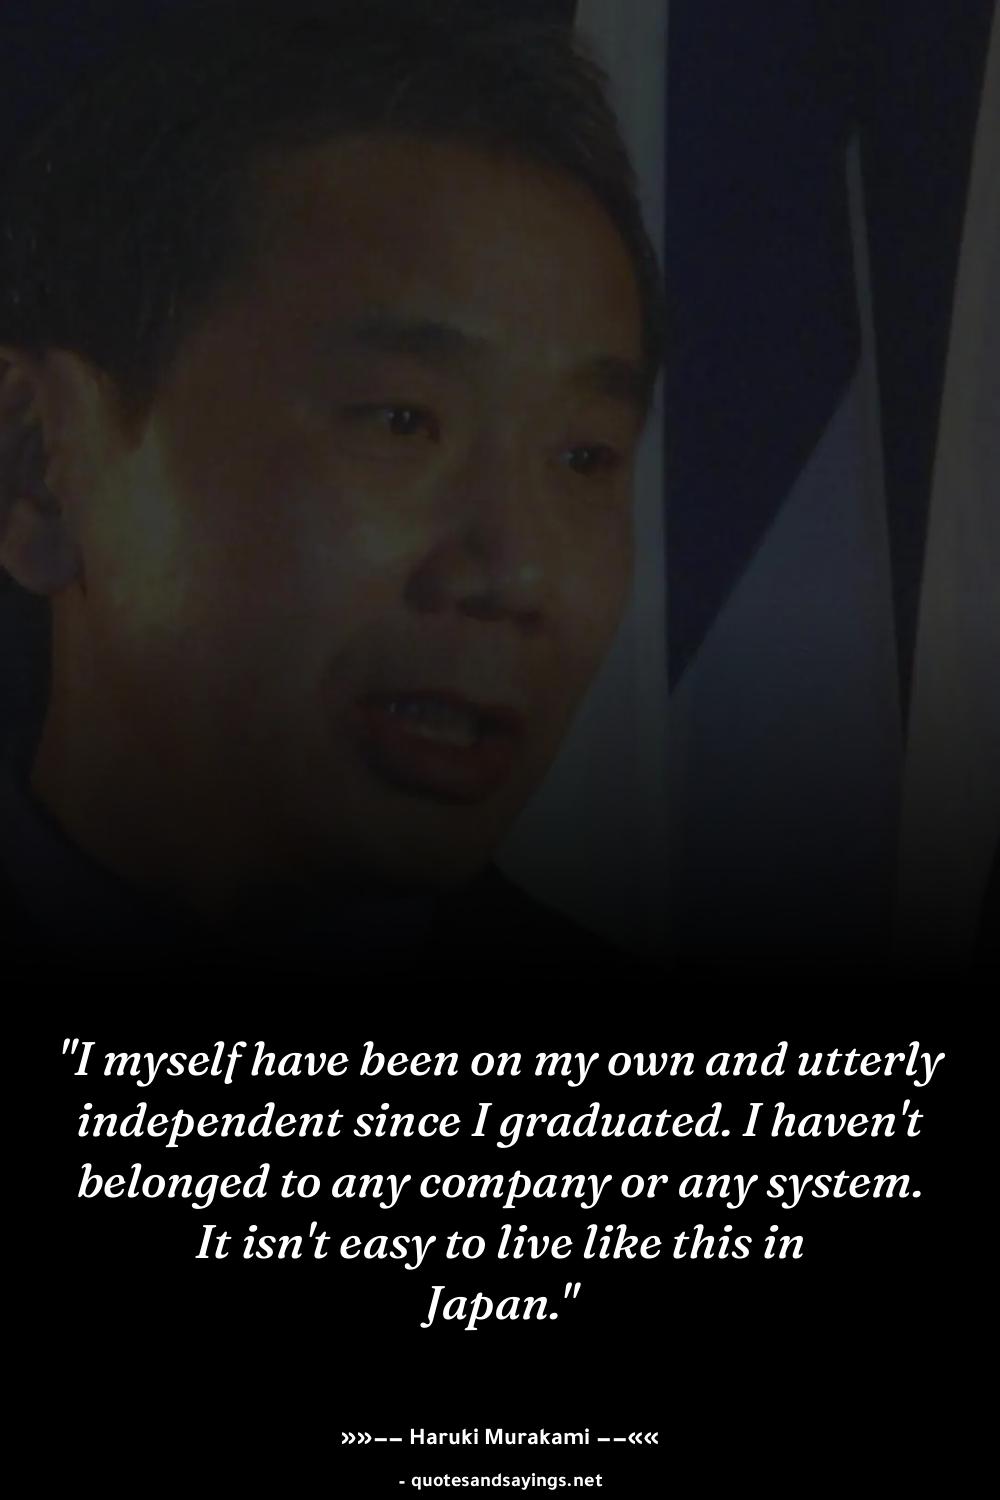 "I myself have been on my own and utterly
independent since I graduated. I haven't
belonged to any company or any system.
It isn't easy to live like this in
Japan."
»»−− Haruki Murakami −−««
- quotesandsayings.net